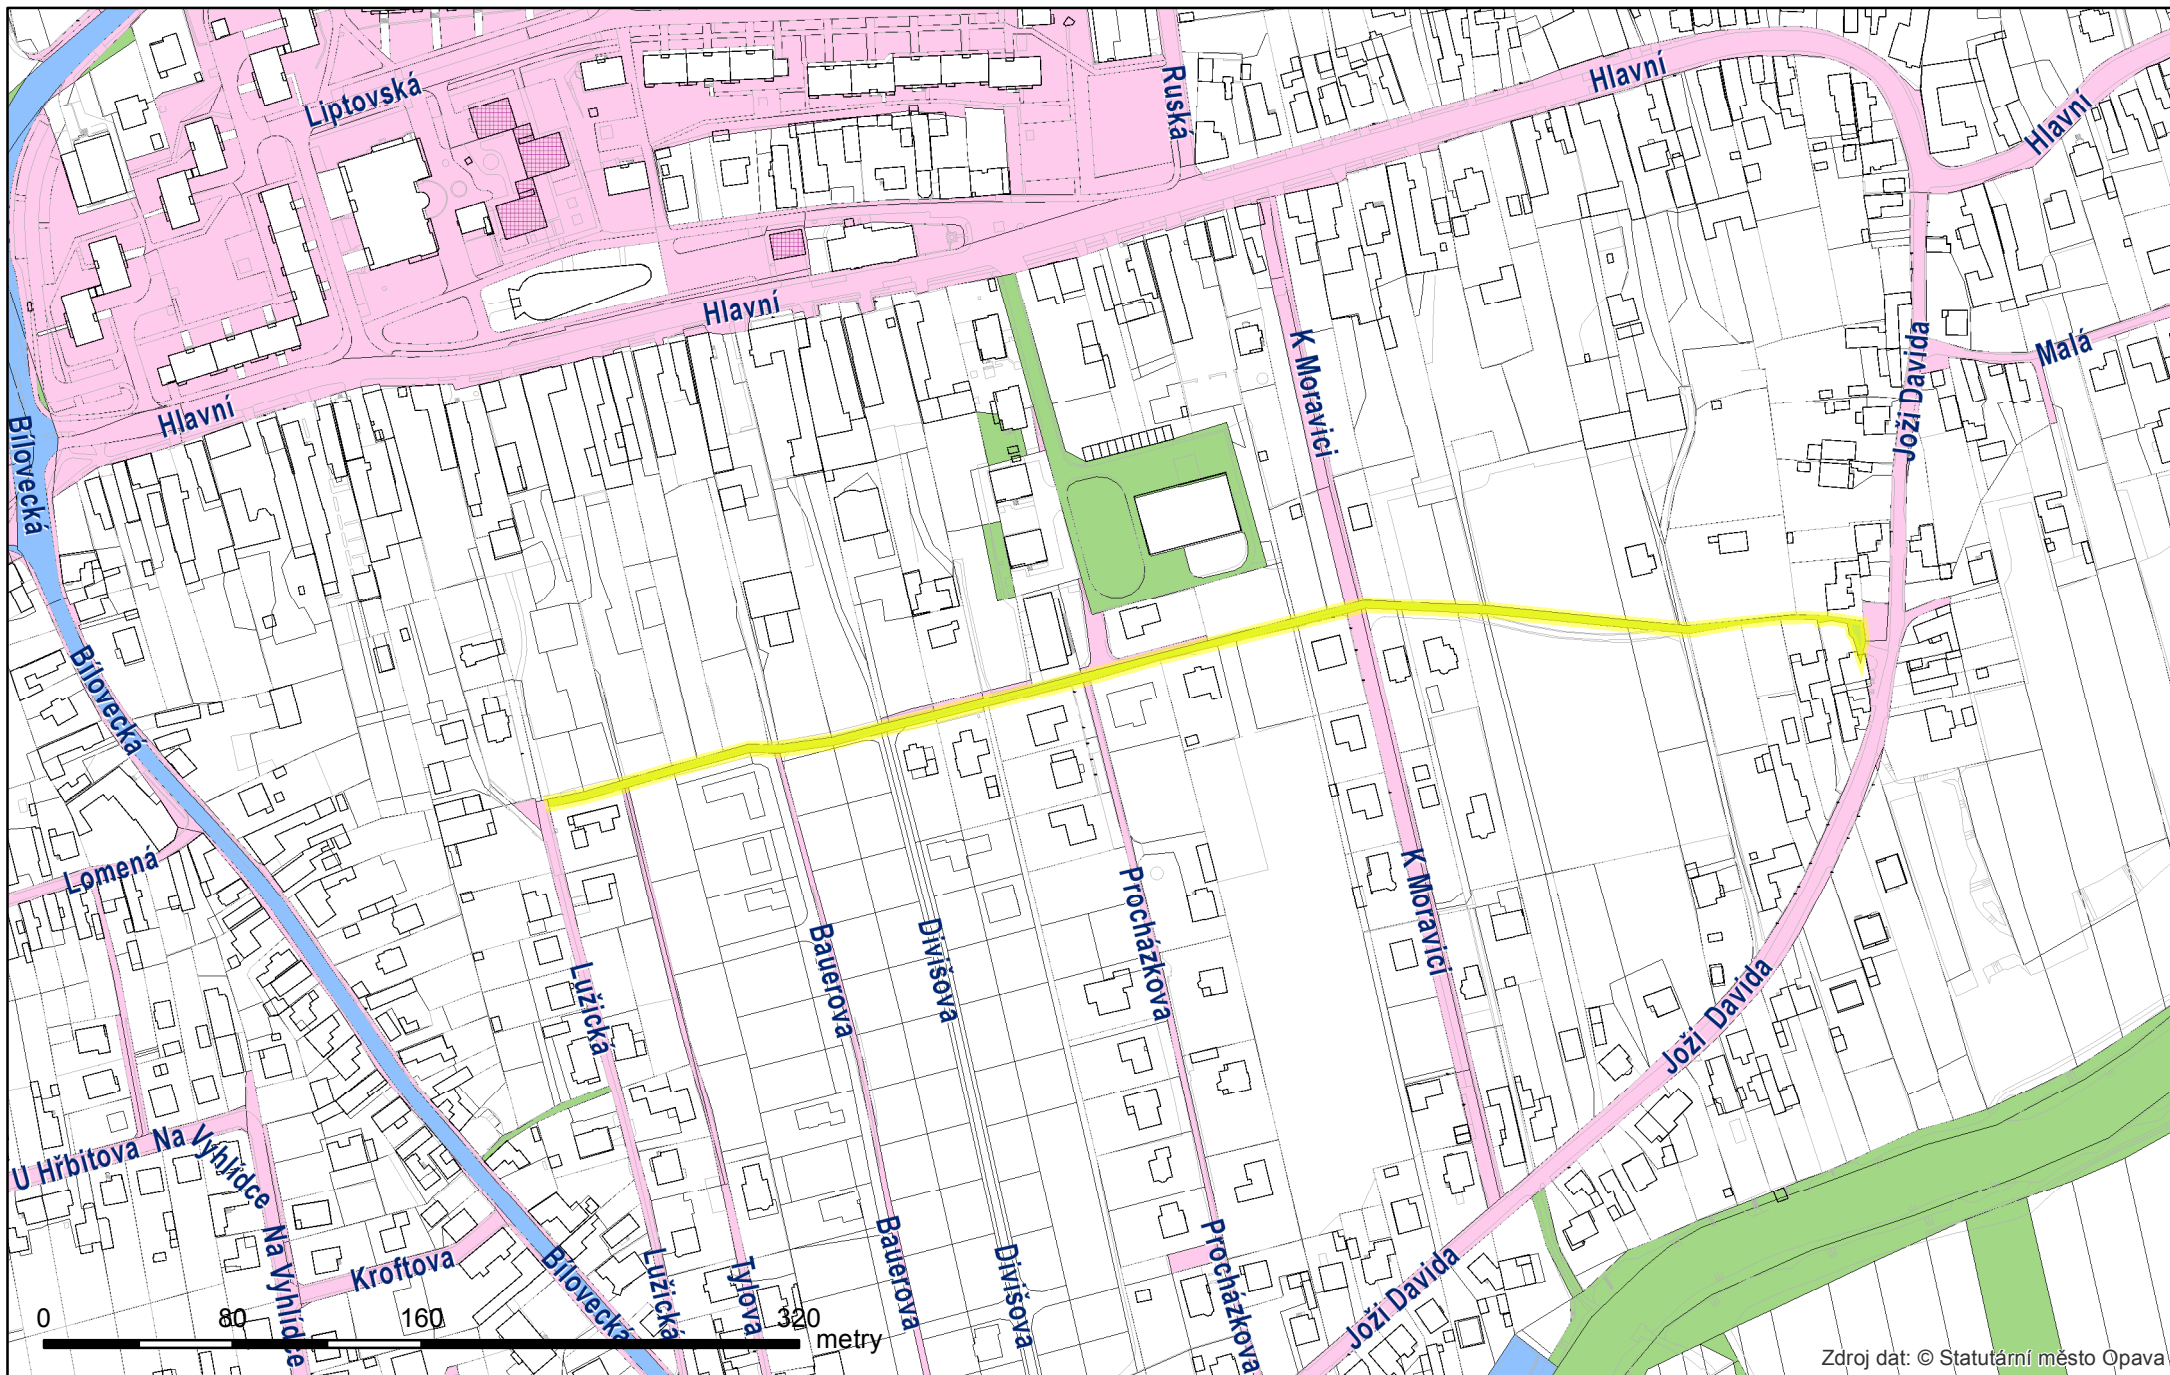 Liptovská
Ruská
Hlavní
Hlavní
Hlavní
Hlavní
K Moravici
Joži Davida
Malá
Bílovecká
Bílovecká
Lomená
Lužická
Bauerova
Divišova
Procházkova
K Moravici
Joži Davida
U Hřbitova
Na Výhlídce
Na Výhlídce
Kroftova
Bílovecká
Lužická
Tylova
Bauerova
Divišova
Procházkova
Joži Davida
0 80 160 320
metry
Zdroj dat: © Statutární město Opava